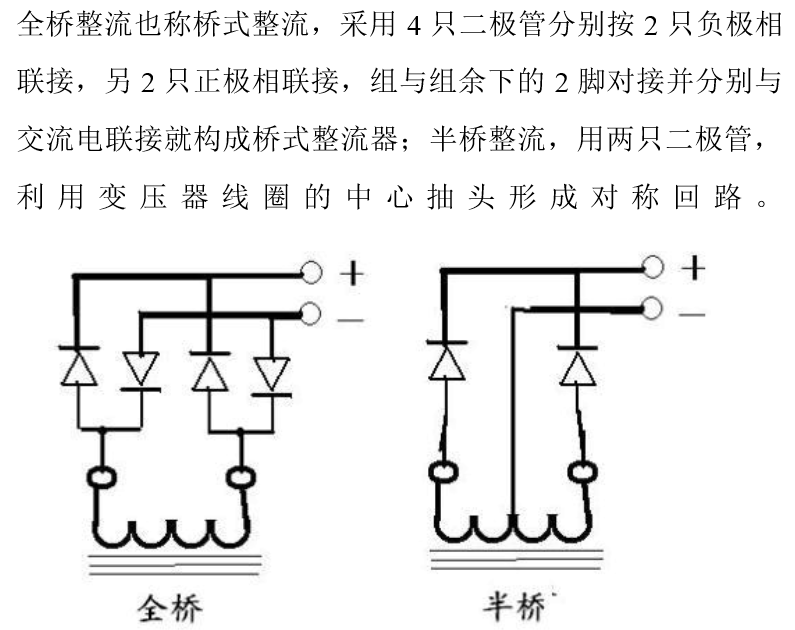 全桥整流也称桥式整流，采用 4 只二极管分别按 2 只负极相
联接，另 2 只正极相联接，组与组余下的 2 脚对接并分别与
交流电联接就构成桥式整流器；半桥整流，用两只二极管，
利用变压器线圈的中心抽头形成对称回路。
+
—
+
—
全桥
半桥